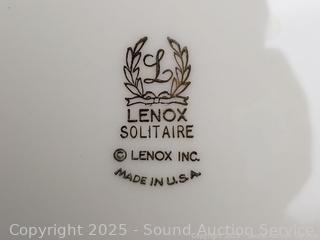 L
LENOX
SOLITAIRE
© LENOX INC.
MADE IN U.S.A.
Copyright 2025 - Sound Auction Service